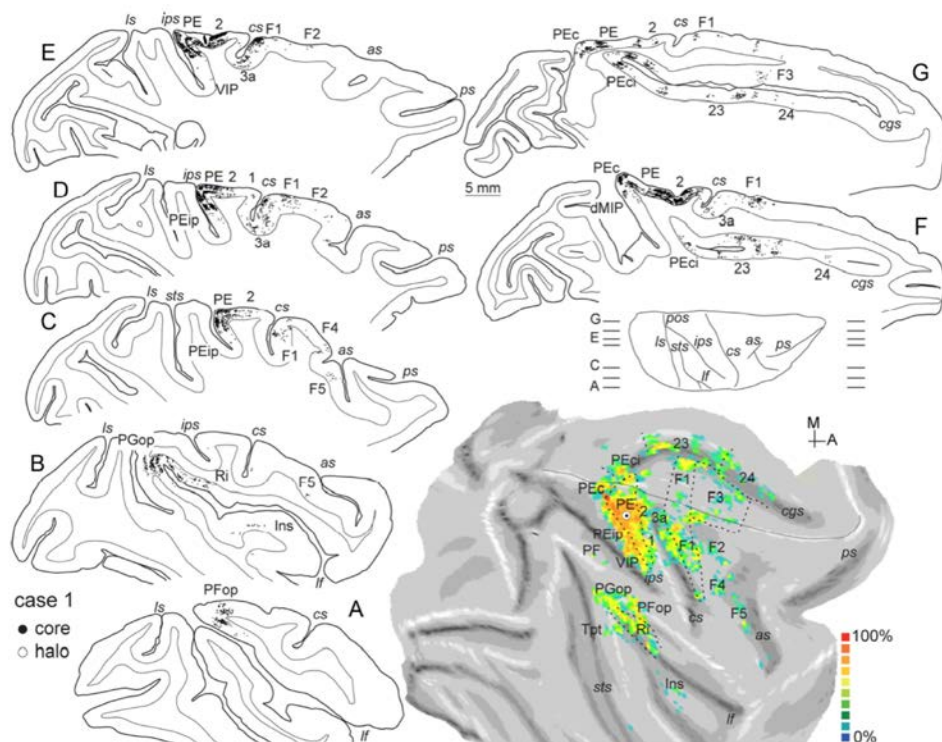 E
ls ips PE 2 cs F1 F2 as ps
3a
VIP
PEc PE 2 cs F1
G
F3
PEci
23 24 cgs
5 mm
D
ls ips PE 2 1 cs F1 F2 as ps
PEip 3a
PEc PE 2 cs F1
dMIP 3a
F
PEci 23 24 cgs
C
ls sts PE 2 cs F4 as ps
PEip F1
F5
G pos
E ls ips as ps
sts cs
C
A lf
B
ls PGop ips cs as
Ri F5
Ins
lf
case 1
core
halo
PFop
A
ls cs
lf
M
A
23
PEci 24
F1
PEc F3
PE 2 3a cgs
PEip 1 F1 F2 ps
PF VIP
ips F4
PGop
PFop cs F5
Tpt Ri as
sts Ins
lf
100%
0%